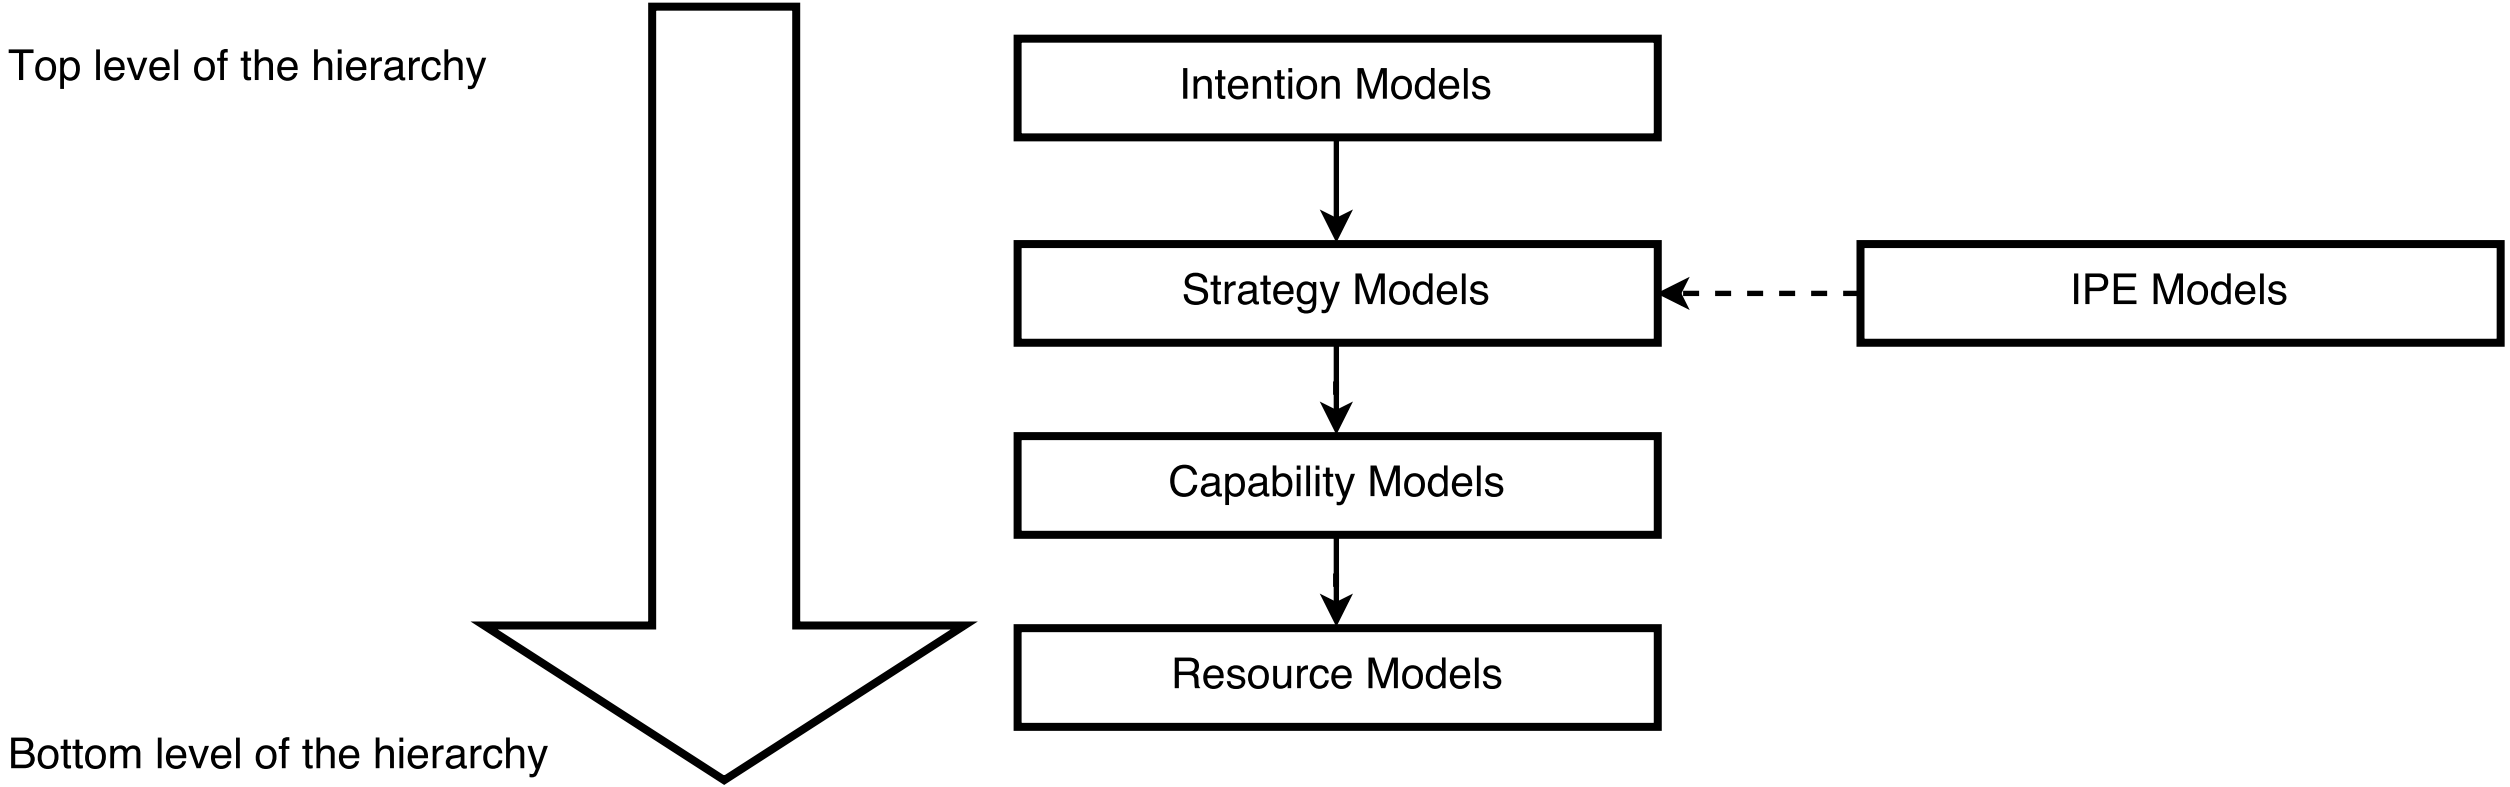 Top level of the hierarchy
Intention Models
Strategy Models
IPE Models
Capability Models
Resource Models
Bottom level of the hierarchy